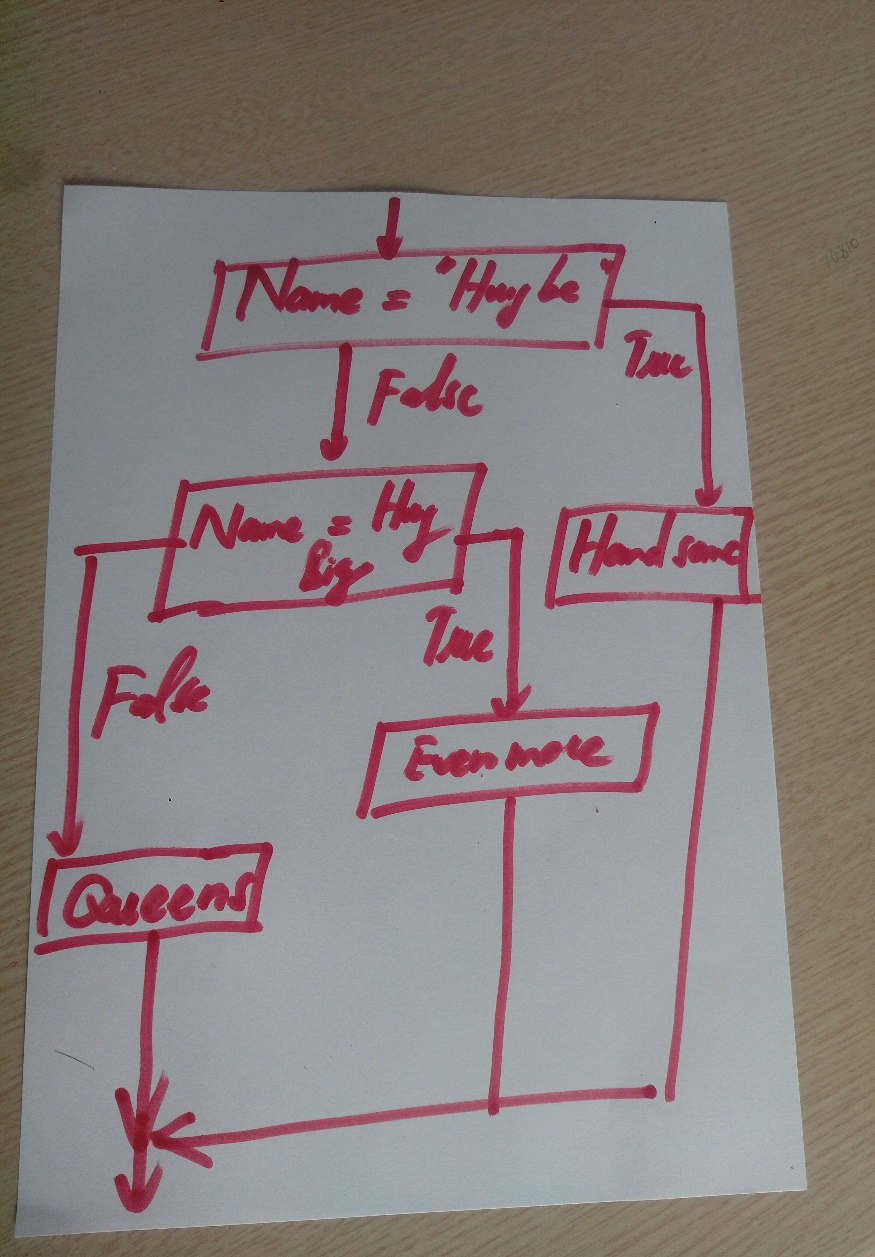 Name = "Huy be"
True
False
Name = Huy
Big
Handsome
True
False
Even more
Queens